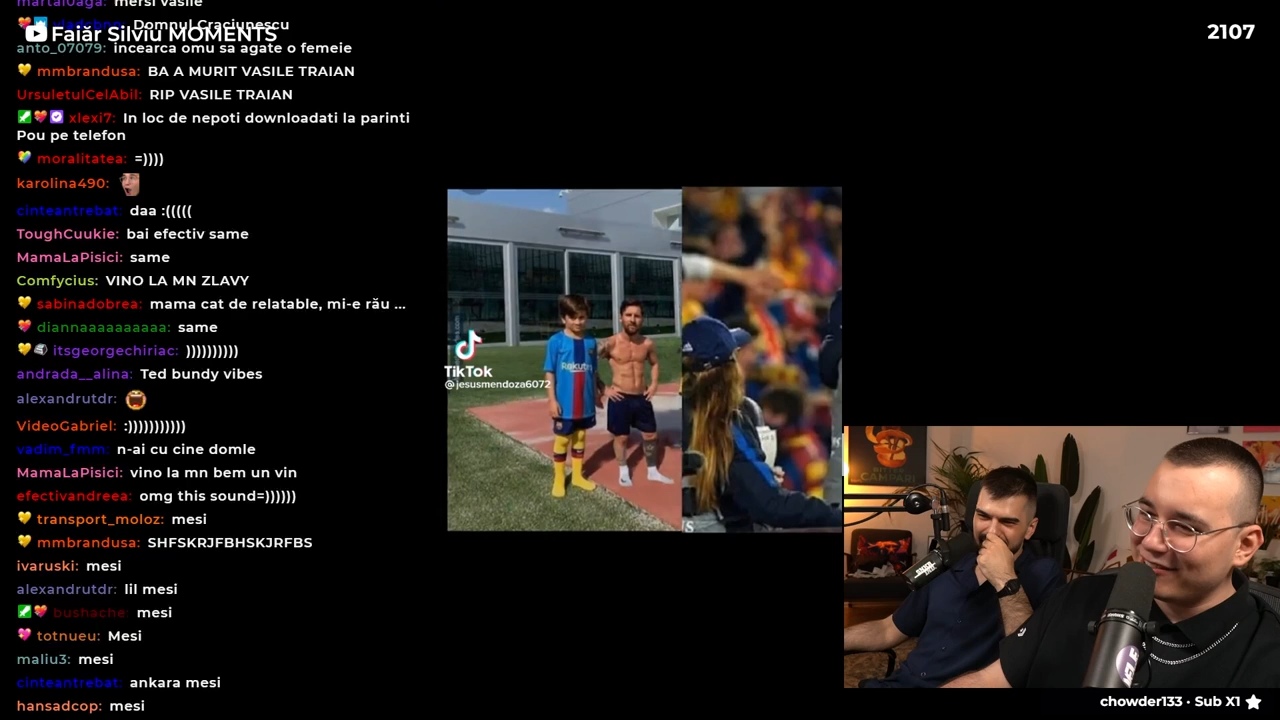 martal0aga: mersi vasile
Domnul Craciunescu
Faiăr Silviu MOMENTS
2107
anto_07079: incearca omu sa agate o femeie
mmbrandusa: BA A MURIT VASILE TRAIAN
UrsuletulCelAbil: RIP VASILE TRAIAN
xlexi7: In loc de nepoti downloadati la parinti
Pou pe telefon
moralitatea: =))))
karolina490:
cinteantrebat: daa :(((((
ToughCuukie: bai efectiv same
MamaLaPisici: same
Comfycius: VINO LA MN ZLAVY
sabinadobrea: mama cat de relatable, mi-e rău ...
diannaaaaaaaaaa: same
itsgeorgechiriac: ))))))))))
andrada__alina: Ted bundy vibes
alexandrutdr:
VideoGabriel: :)))))))))))
vadim_fmm: n-ai cu cine domle
MamaLaPisici: vino la mn bem un vin
efectivandreea: omg this sound=))))))
transport_moloz: mesi
mmbrandusa: SHFSKRJFBHSKJRFBS
ivaruski: mesi
alexandrutdr: lil mesi
bushache: mesi
totnueu: Mesi
maliu3: mesi
cinteantrebat: ankara mesi
hansadcop: mesi
TikTok
@jesusmendoza6072
Rakuten
CAMPARI
chowder133 · Sub X1